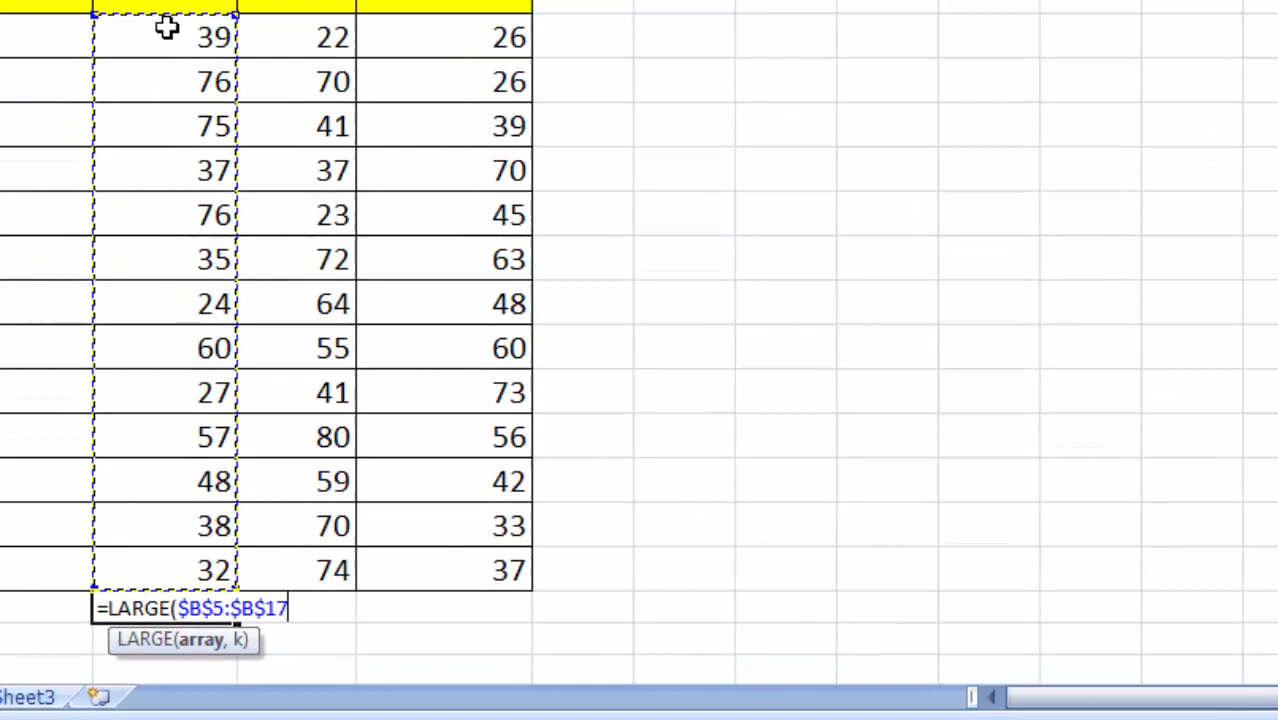 39 22 26
76 70 26
75 41 39
37 37 70
76 23 45
35 72 63
24 64 48
60 55 60
27 41 73
57 80 56
48 59 42
38 70 33
32 74 37
=LARGE($B$5:$B$17
LARGE(array, k)
Sheet3